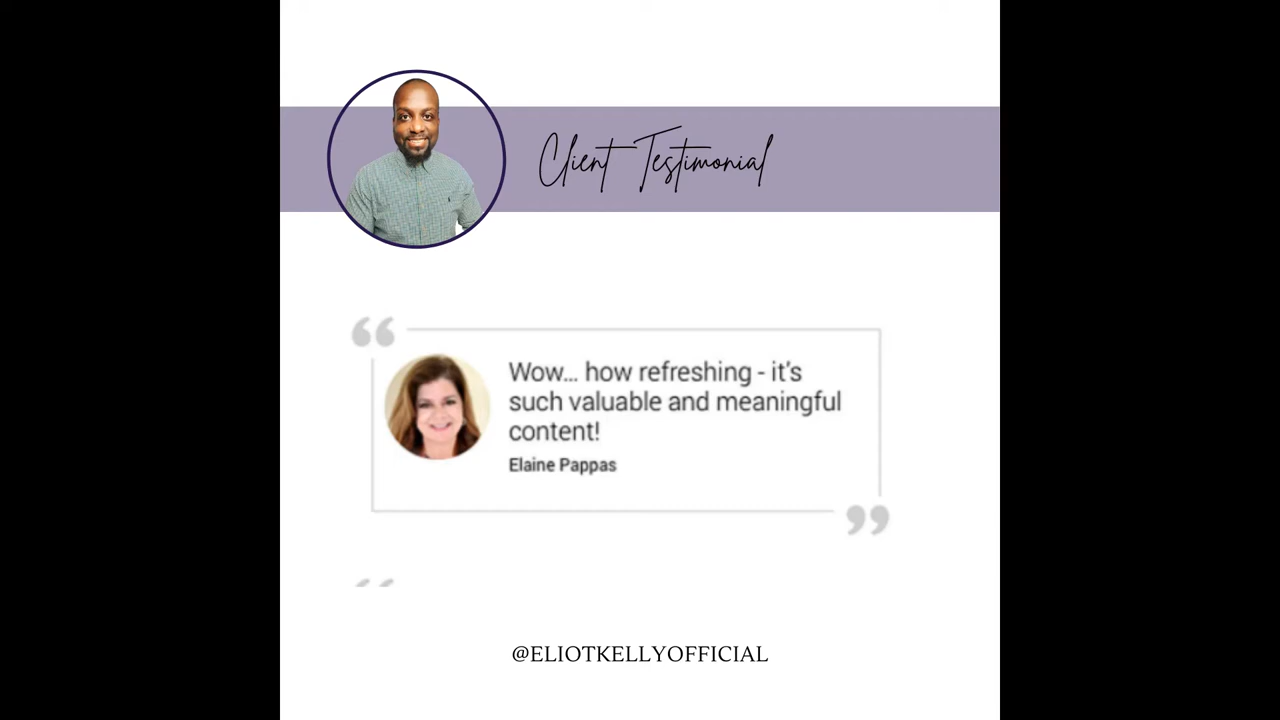 Client Testimonial
Wow... how refreshing - it's
such valuable and meaningful
content!
Elaine Pappas
@ELIOTKELLYOFFICIAL